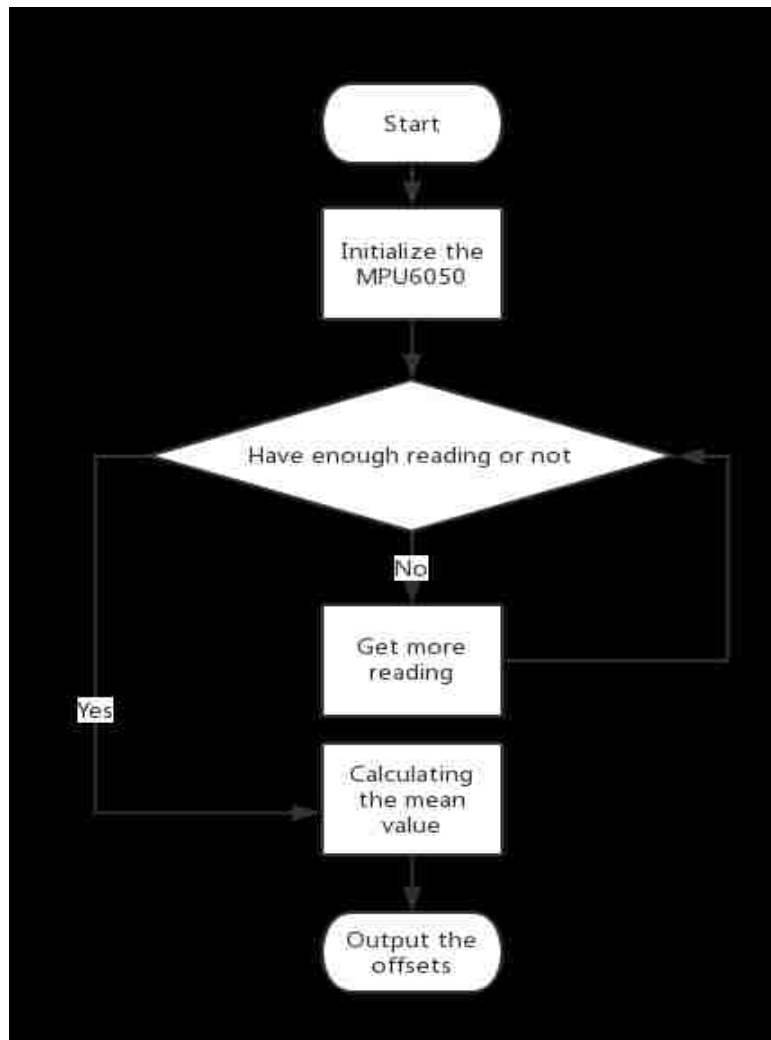 Start
Initialize the
MPU6050
Have enough reading or not
No
Get more
reading
Yes
Calculating
the mean
value
Output the
offsets